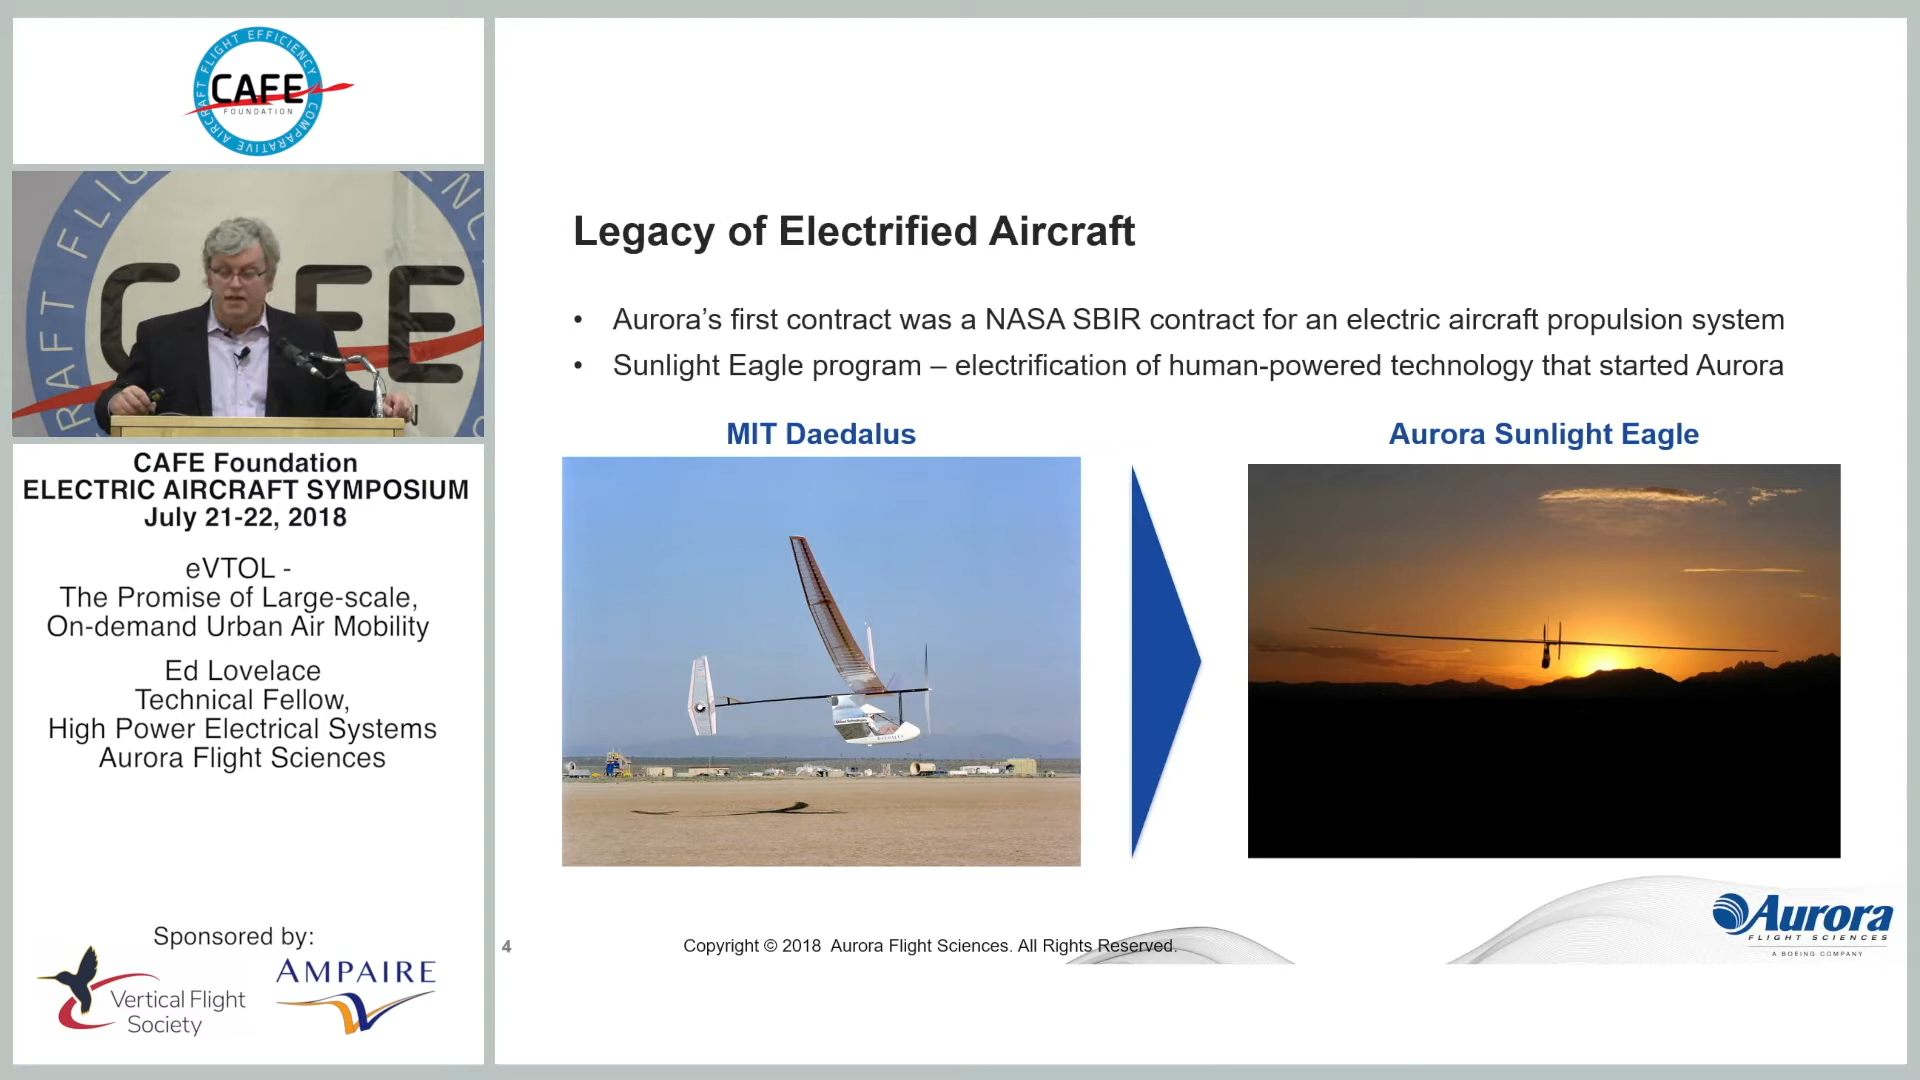 AIRCRAFT FLIGHT EFFICIENCY
CAFE
FOUNDATION
COMPARATIVE
CAFE Foundation
ELECTRIC AIRCRAFT SYMPOSIUM
July 21-22, 2018
eVTOL -
The Promise of Large-scale,
On-demand Urban Air Mobility
Ed Lovelace
Technical Fellow,
High Power Electrical Systems
Aurora Flight Sciences
Sponsored by:
Vertical Flight
Society
AMPAIRE
Legacy of Electrified Aircraft
• Aurora’s first contract was a NASA SBIR contract for an electric aircraft propulsion system
• Sunlight Eagle program – electrification of human-powered technology that started Aurora
MIT Daedalus
Aurora Sunlight Eagle
4
Copyright © 2018 Aurora Flight Sciences. All Rights Reserved.
Aurora
FLIGHT SCIENCES
A BOEING COMPANY